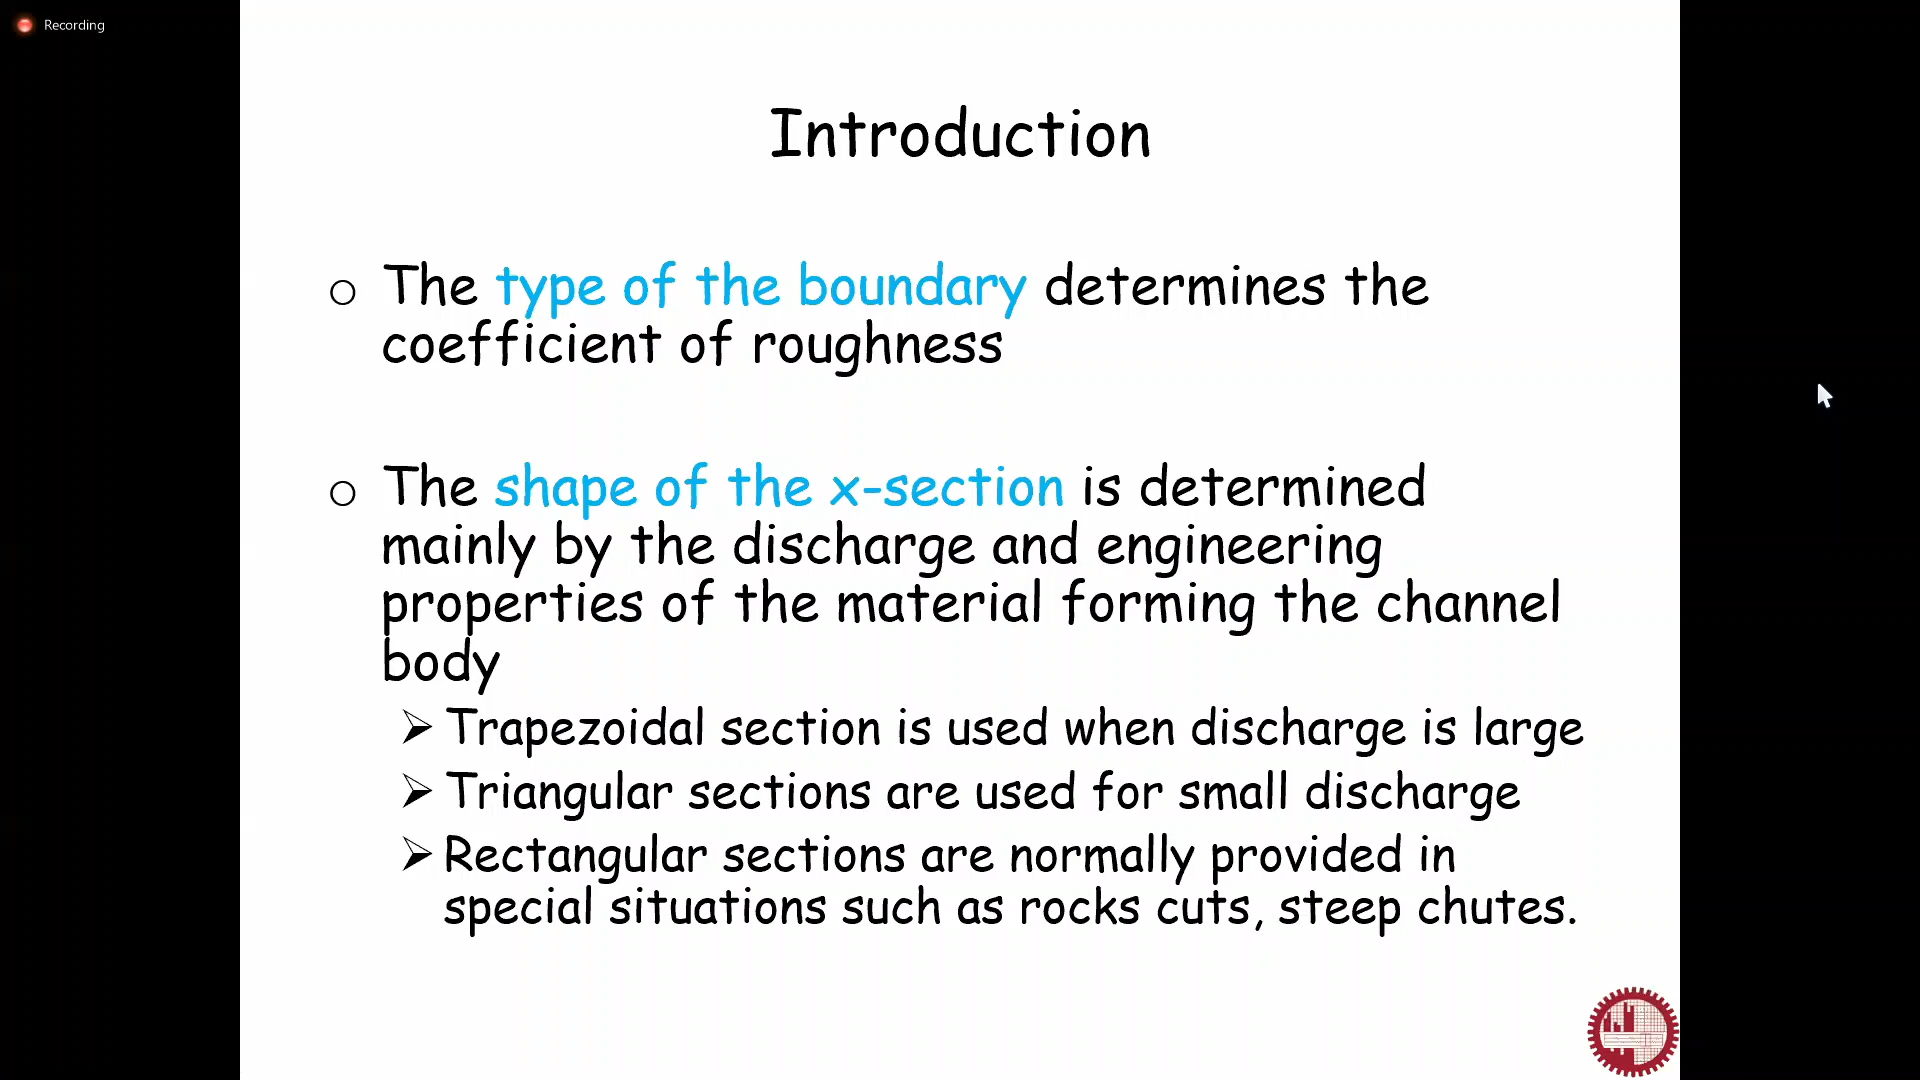 Recording
Introduction
The type of the boundary determines the
coefficient of roughness
The shape of the x-section is determined
mainly by the discharge and engineering
properties of the material forming the channel
body
Trapezoidal section is used when discharge is large
Triangular sections are used for small discharge
Rectangular sections are normally provided in
special situations such as rocks cuts, steep chutes.